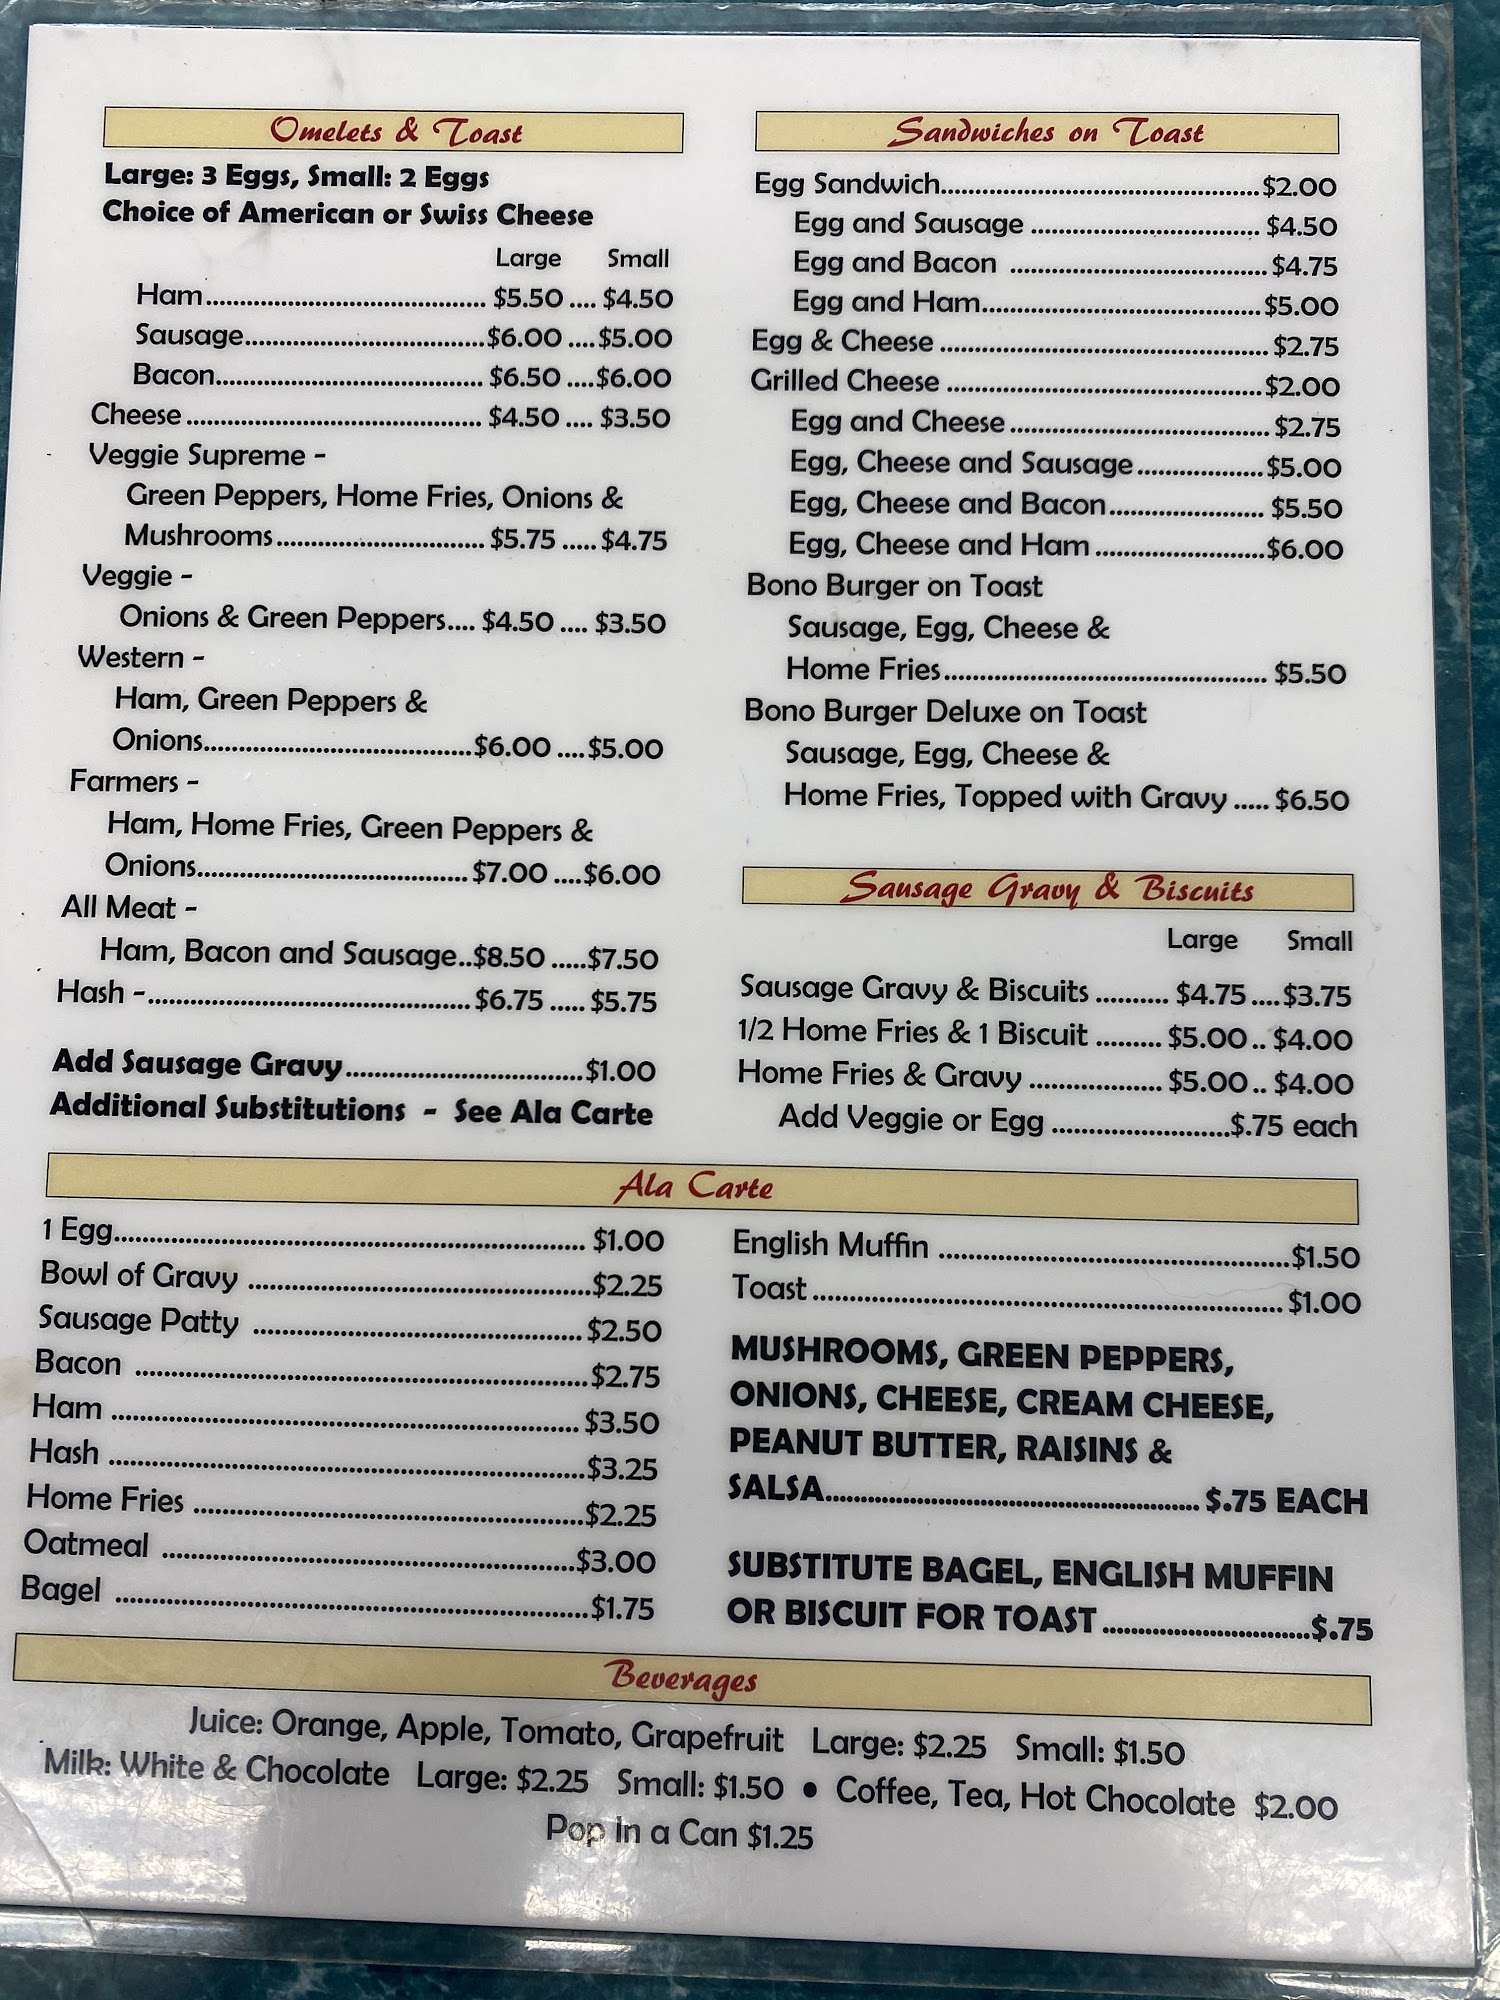 Omelets & Toast
Large: 3 Eggs, Small: 2 Eggs
Choice of American or Swiss Cheese
Large Small
Ham.......... $5.50 .... $4.50
Sausage..........$6.00 ....$5.00
Bacon.......... $6.50 ....$6.00
Cheese .......... $4.50 .... $3.50
Veggie Supreme -
Green Peppers, Home Fries, Onions &
Mushrooms.......... $5.75 ..... $4.75
Veggie -
Onions & Green Peppers.... $4.50 .... $3.50
Western -
Ham, Green Peppers &
Onions..........$6.00 ....$5.00
Farmers -
Ham, Home Fries, Green Peppers &
Onions.......... $7.00 ....$6.00
All Meat -
Ham, Bacon and Sausage..$8.50 .....$7.50
Hash -.......... $6.75 ..... $5.75
Add Sausage Gravy..........$1.00
Additional Substitutions - See Ala Carte
Sandwiches on Toast
Egg Sandwich..........$2.00
Egg and Sausage .......... $4.50
Egg and Bacon ..........$4.75
Egg and Ham..........$5.00
Egg & Cheese .......... $2.75
Grilled Cheese ..........$2.00
Egg and Cheese .......... $2.75
Egg, Cheese and Sausage..........$5.00
Egg, Cheese and Bacon.......... $5.50
Egg, Cheese and Ham ..........$6.00
Bono Burger on Toast
Sausage, Egg, Cheese &
Home Fries.......... $5.50
Bono Burger Deluxe on Toast
Sausage, Egg, Cheese &
Home Fries, Topped with Gravy ..... $6.50
Sausage Gravy & Biscuits
Large Small
Sausage Gravy & Biscuits .......... $4.75....$3.75
1/2 Home Fries & 1 Biscuit ......... $5.00.. $4.00
Home Fries & Gravy .......... $5.00.. $4.00
Add Veggie or Egg ..........$.75 each
Ala Carte
1 Egg.......... $1.00
Bowl of Gravy ..........$2.25
Sausage Patty .......... $2.50
Bacon ..........$2.75
Ham .......... $3.50
Hash ..........$3.25
Home Fries ..........$2.25
Oatmeal ..........$3.00
Bagel ..........$1.75
English Muffin ..........$1.50
Toast .......... $1.00
MUSHROOMS, GREEN PEPPERS,
ONIONS, CHEESE, CREAM CHEESE,
PEANUT BUTTER, RAISINS &
SALSA.......... $.75 EACH
SUBSTITUTE BAGEL, ENGLISH MUFFIN
OR BISCUIT FOR TOAST..........$.75
Beverages
Juice: Orange, Apple, Tomato, Grapefruit Large: $2.25 Small: $1.50
Milk: White & Chocolate Large: $2.25 Small: $1.50 • Coffee, Tea, Hot Chocolate $2.00
Pop In a Can $1.25